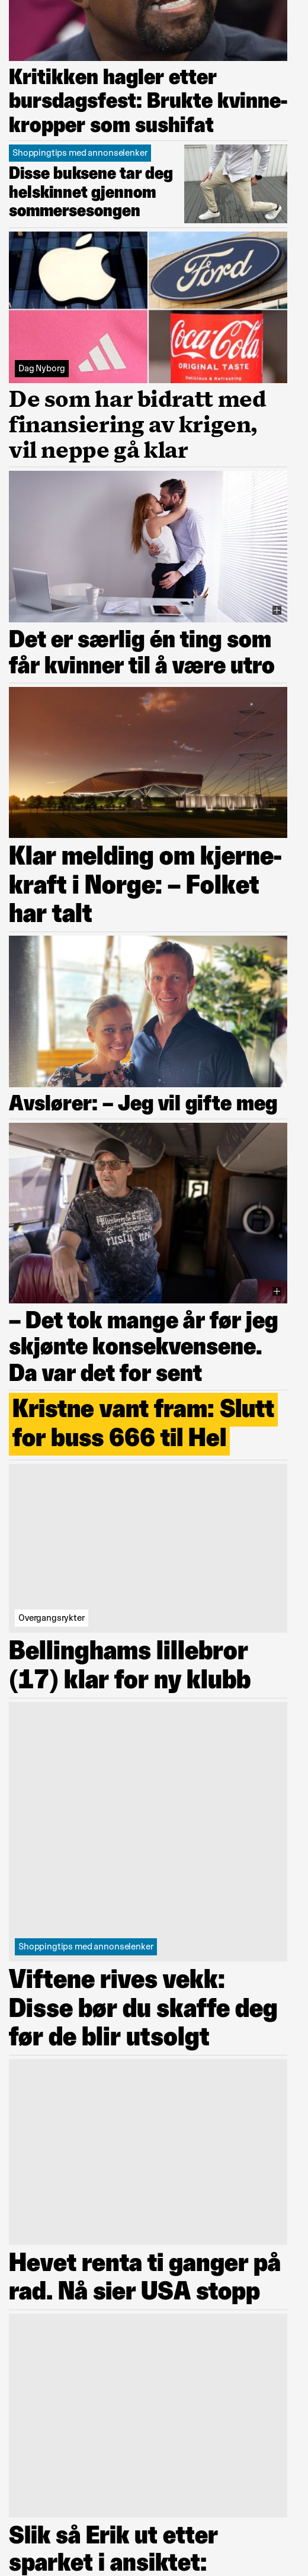 Kritikken hagler etter
bursdagsfest: Brukte kvinne-
kropper som sushifat
Shoppingtips med annonselenker
Disse buksene tar deg
helskinnet gjennom
sommersesongen
Ford
Coca-Cola
ORIGINAL TASTE
Delicious & Refreshing
Dag Nyborg
De som har bidratt med
finansiering av krigen,
vil neppe gå klar
Det er særlig én ting som
får kvinner til å være utro
Klar melding om kjerne-
kraft i Norge: – Folket
har talt
Avslører: – Jeg vil gifte meg
– Det tok mange år før jeg
skjønte konsekvensene.
Da var det for sent
Kristne vant fram: Slutt
for buss 666 til Hel
Overgangsrykter
Bellinghams lillebror
(17) klar for ny klubb
Shoppingtips med annonselenker
Viftene rives vekk:
Disse bør du skaffe deg
før de blir utsolgt
Hevet renta ti ganger på
rad. Nå sier USA stopp
Slik så Erik ut etter
sparket i ansiktet: